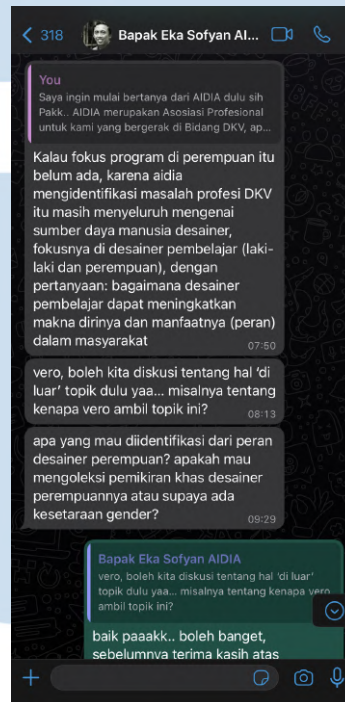 318
Bapak Eka Sofyan AI...
You
Saya ingin mulai bertanya dari AIDIA dulu sih
Pakk.. AIDIA merupakan Asosiasi Profesional
untuk kami yang bergerak di Bidang DKV, ap...
Kalau fokus program di perempuan itu
belum ada, karena aidia
mengidentifikasi masalah profesi DKV
itu masih menyeluruh mengenai
sumber daya manusia desainer,
fokusnya di desainer pembelajar (laki-
laki dan perempuan), dengan
pertanyaan: bagaimana desainer
pembelajar dapat meningkatkan
makna dirinya dan manfaatnya (peran)
dalam masyarakat
07:50
vero, boleh kita diskusi tentang hal ‘di
luar’ topik dulu yaa... misalnya tentang
kenapa vero ambil topik ini?
08:13
apa yang mau diidentifikasi dari peran
desainer perempuan? apakah mau
mengoleksi pemikiran khas desainer
perempuannya atau supaya ada
kesetaraan gender?
09:29
Bapak Eka Sofyan AIDIA
vero, boleh kita diskusi tentang hal ‘di luar’
topik dulu yaa... misalnya tentang kenapa vero
ambil topik ini?
baik paaakk.. boleh banget,
sebelumnya terima kasih atas